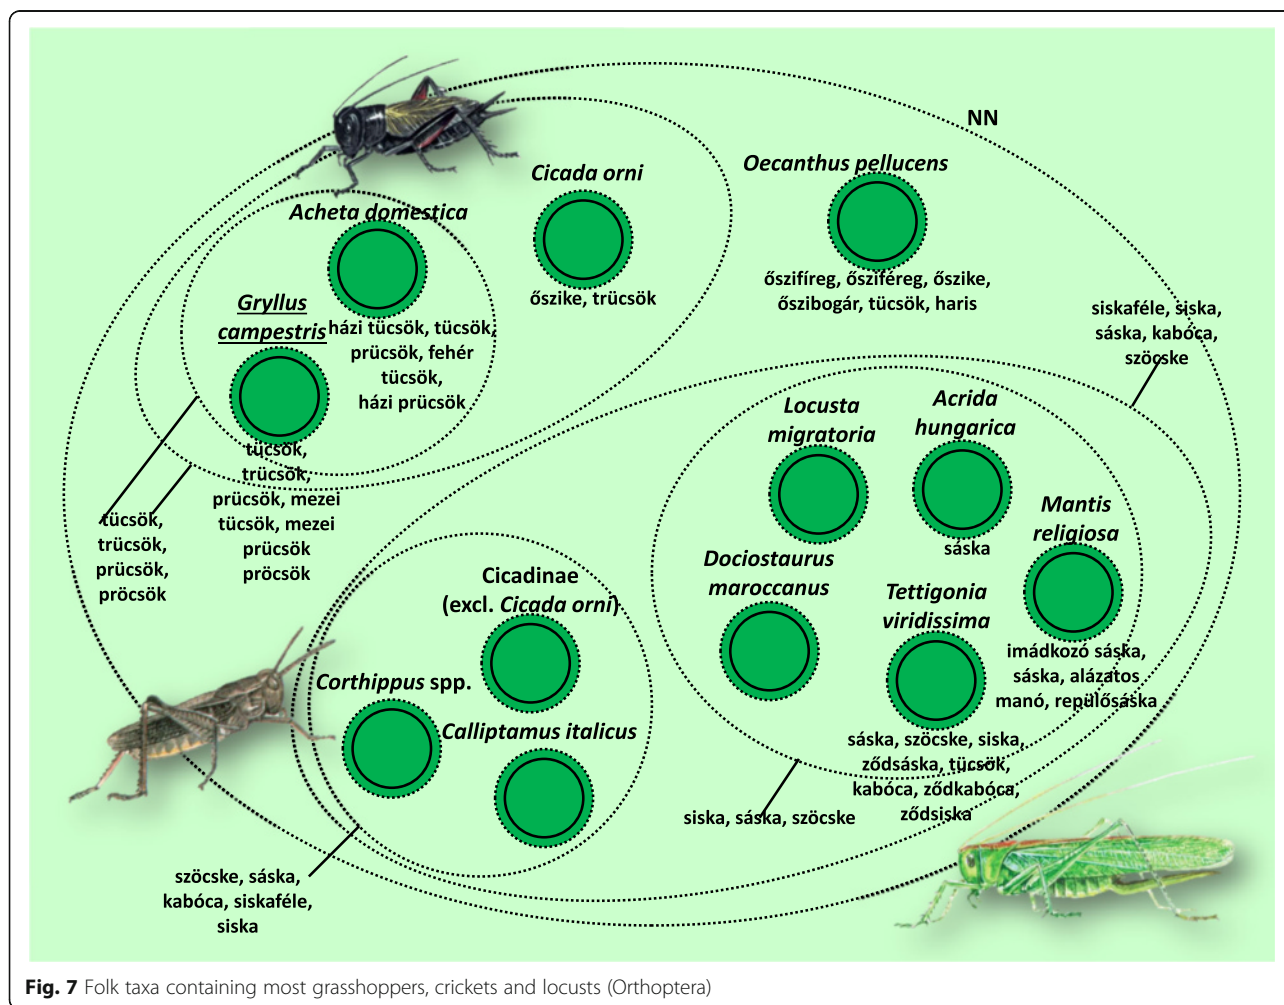 NN
Cicada orni
őszike, trücsök
Oecanthus pellucens
őszifíreg, ősziféreg, őszike,
őszibogár, tücsök, haris
Acheta domestica
házi tücsök, tücsök,
prücsök, fehér
tücsök,
házi prücsök
Gryllus
campestris
tücsök,
trücsök,
prücsök, mezei
tücsök, mezei
prücsök
pröcsök
tücsök,
trücsök,
prücsök,
pröcsök
siskaféle, siska,
sáska, kabóca,
szöcske
Locusta
migratoria
Acrida
hungarica
sáska
Mantis
religiosa
imádkozó sáska,
sáska, alázatos
manó, repülősáska
Dociostaurus
maroccanus
Tettigonia
viridissima
sáska, szöcske, siska,
ződsáska, tücsök,
kabóca, ződkabóca,
ződsiska
siska, sáska, szöcske
Cicadinae
(excl. Cicada orni)
Corthippus spp.
Calliptamus italicus
szöcske, sáska,
kabóca, siskaféle,
siska
Fig. 7 Folk taxa containing most grasshoppers, crickets and locusts (Orthoptera)